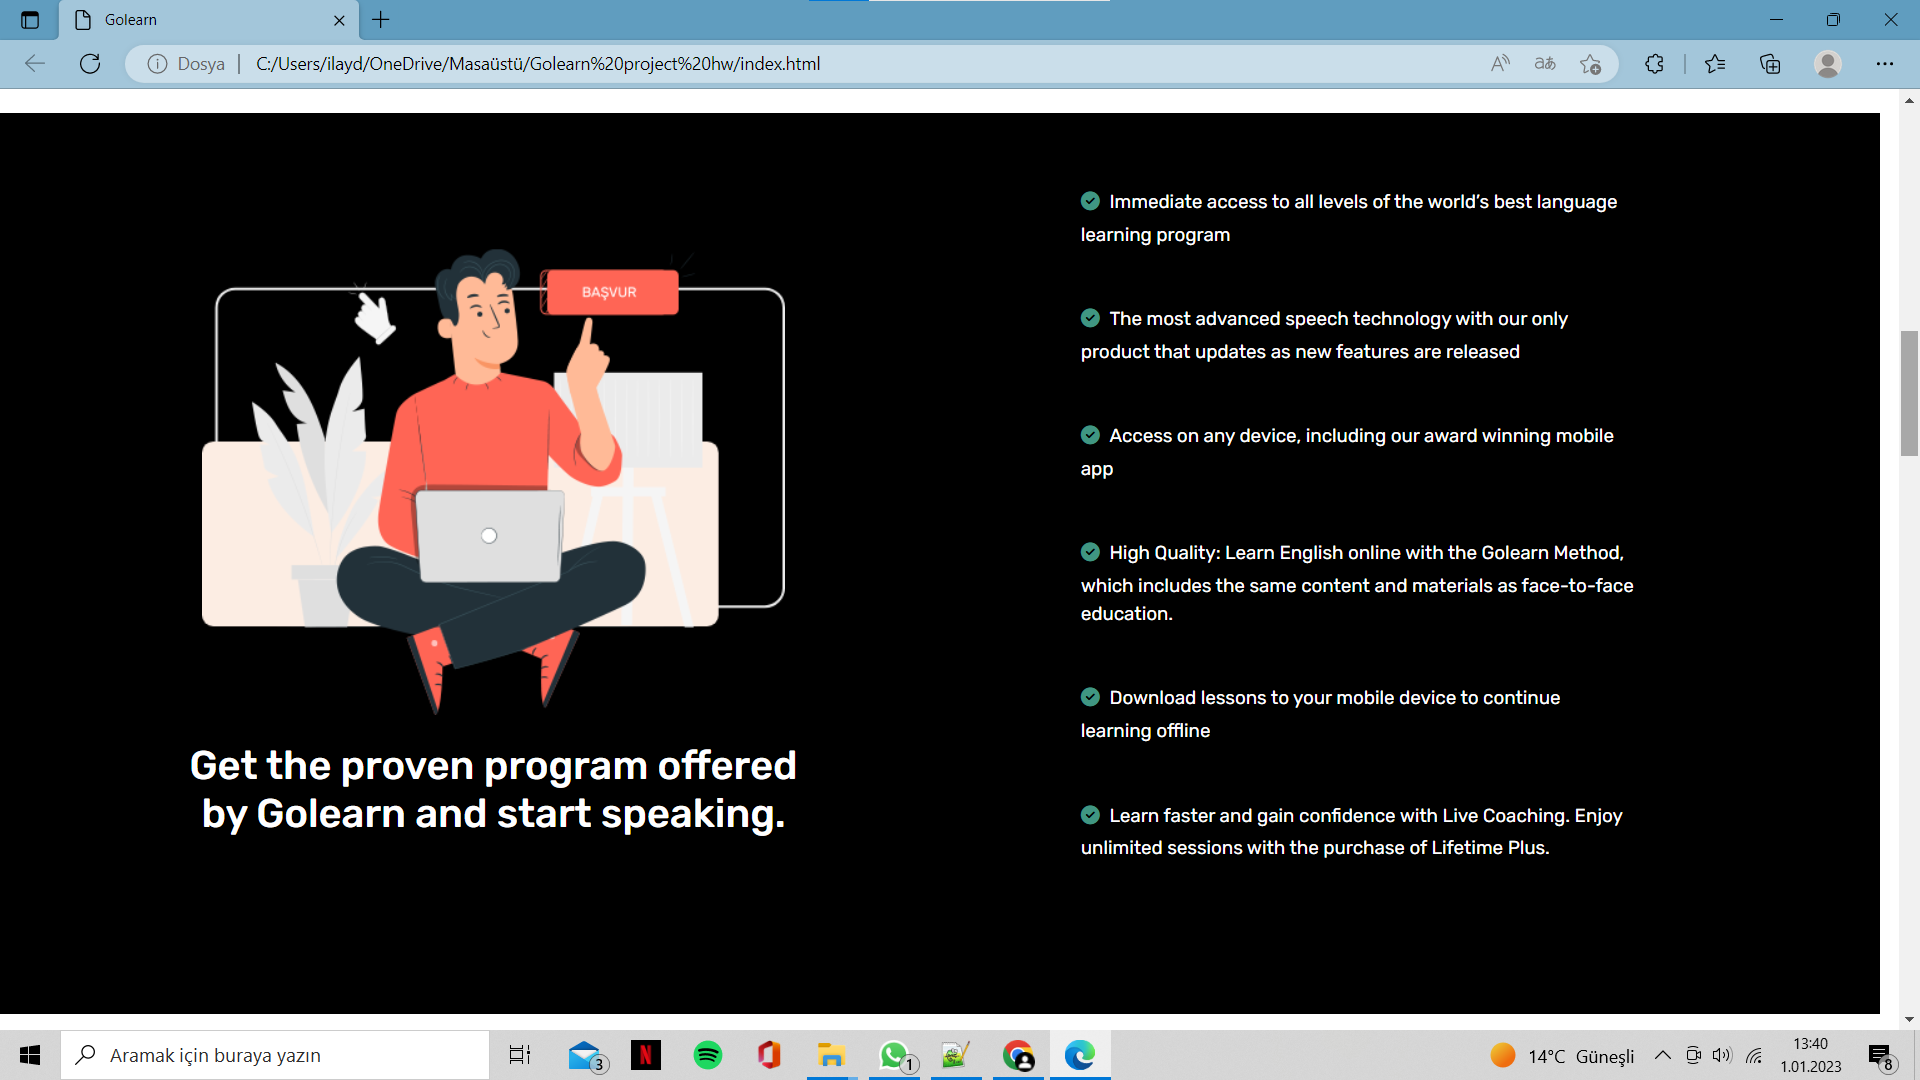 Golearn
Dosya
C:/Users/ilayd/OneDrive/Masaüstü/Golearn%20project%20hw/index.html
BAŞVUR
Get the proven program offered
by Golearn and start speaking.
Immediate access to all levels of the world’s best language
learning program
The most advanced speech technology with our only
product that updates as new features are released
Access on any device, including our award winning mobile
app
High Quality: Learn English online with the Golearn Method,
which includes the same content and materials as face-to-face
education.
Download lessons to your mobile device to continue
learning offline
Learn faster and gain confidence with Live Coaching. Enjoy
unlimited sessions with the purchase of Lifetime Plus.
Aramak için buraya yazın
3
N
1
14°C Güneşli
13:40
1.01.2023
8